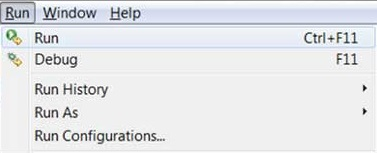 Run Window Help
Run Ctrl+F11
Debug F11
Run History
Run As
Run Configurations...